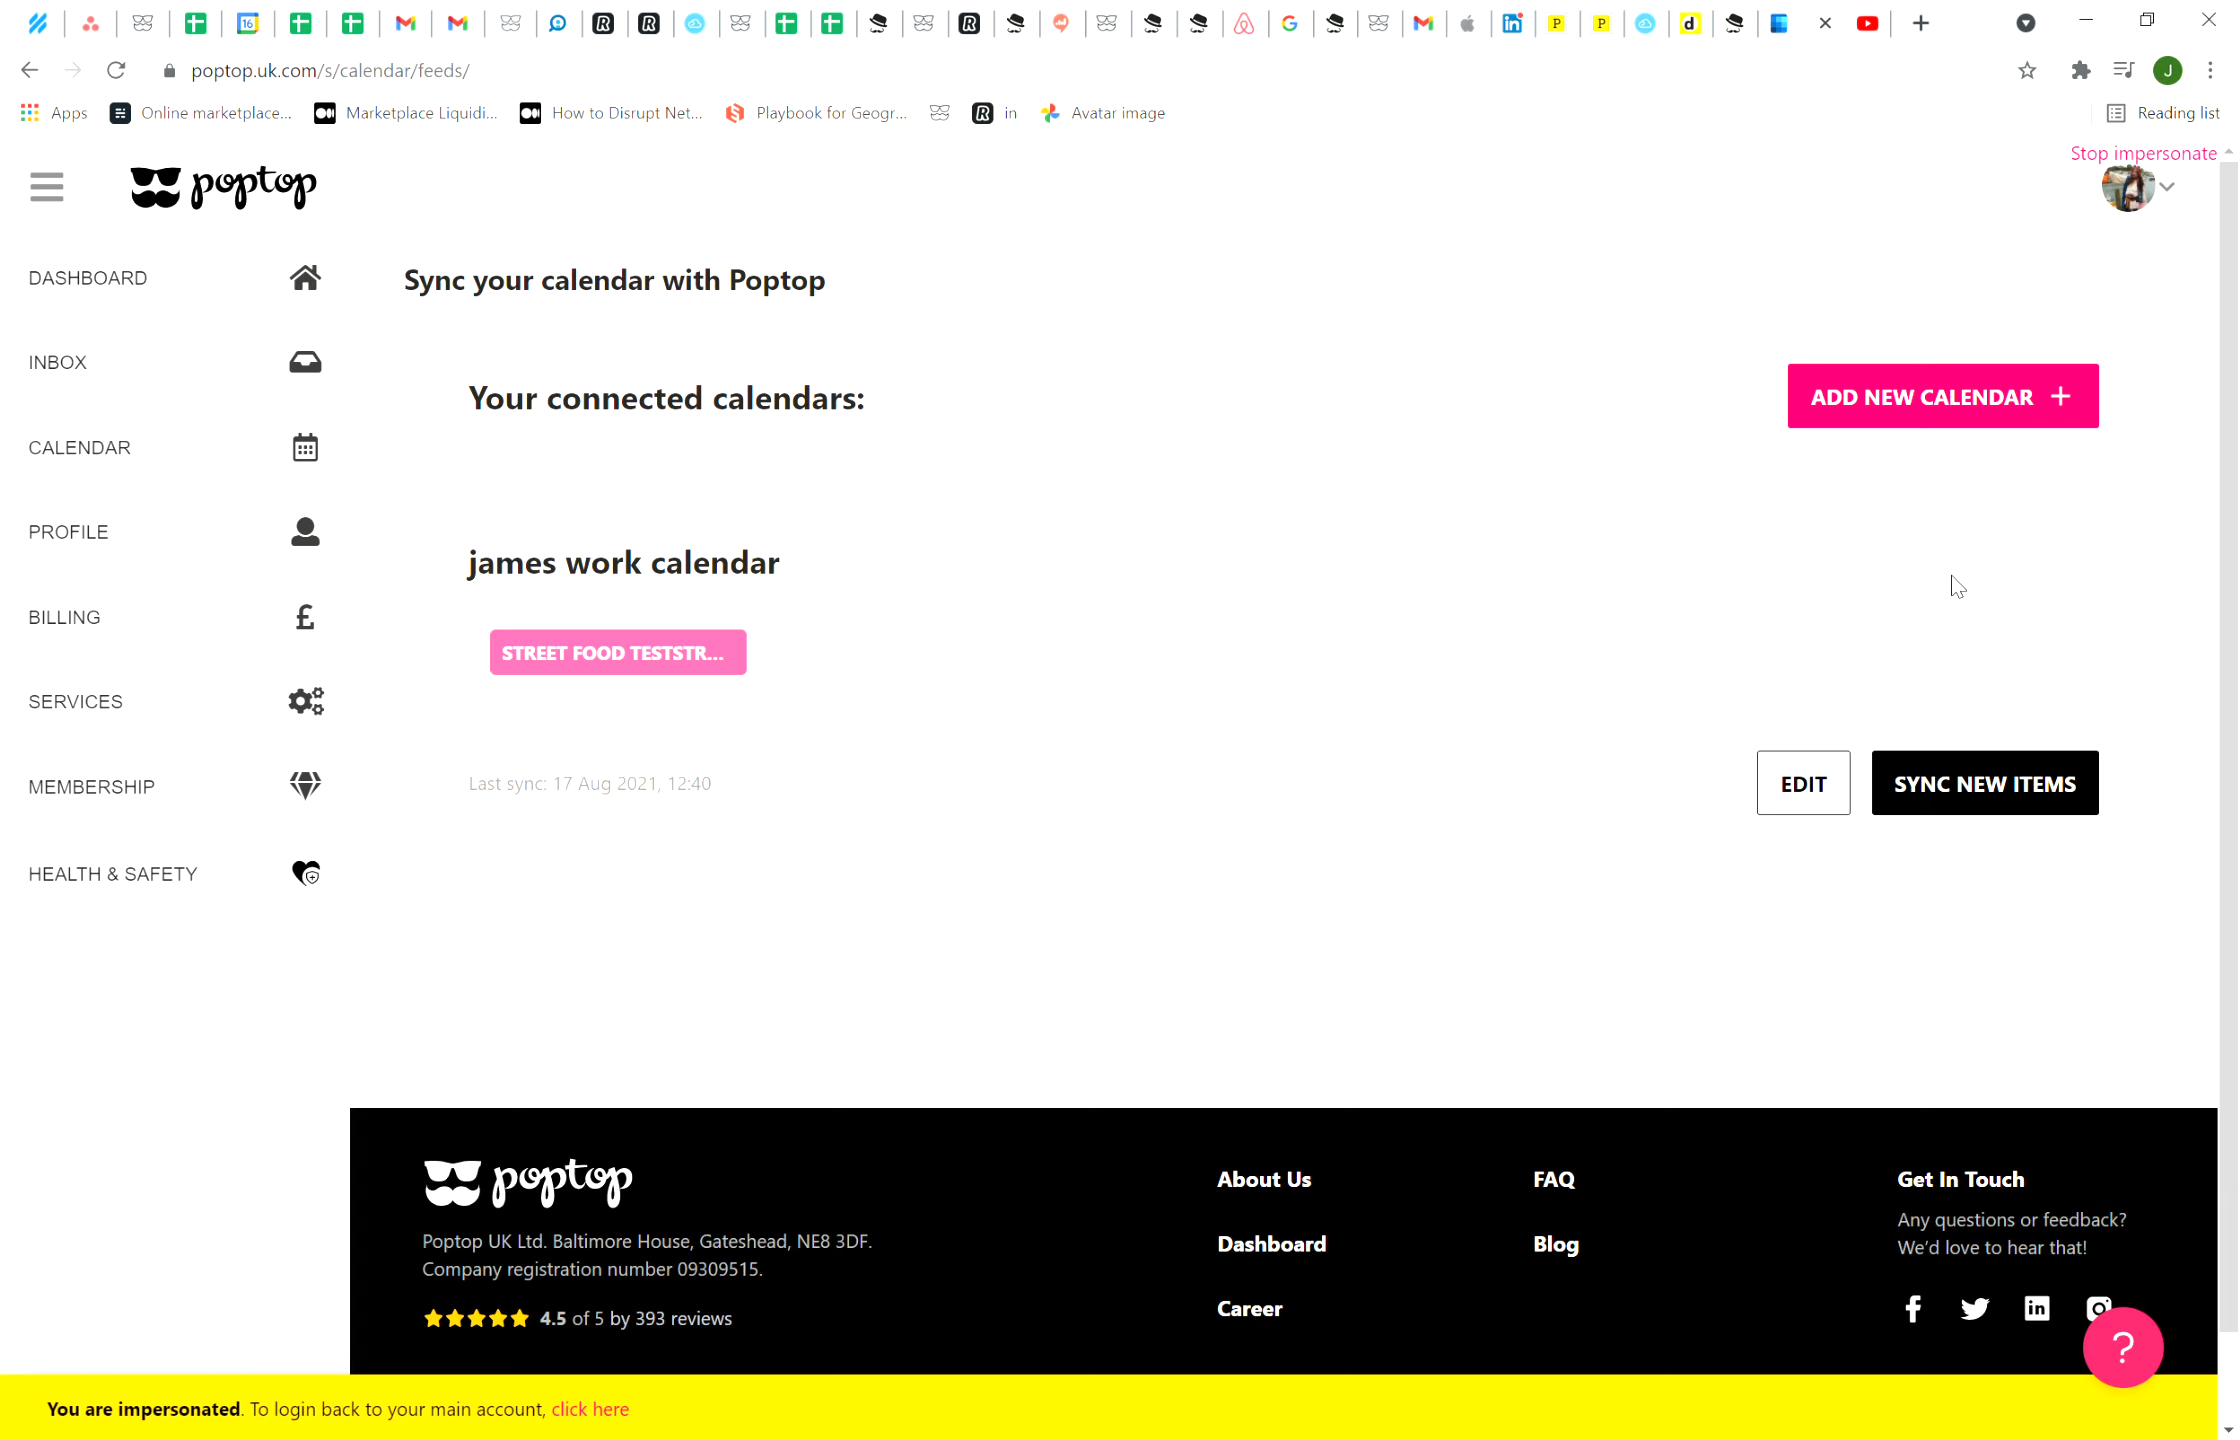 poptop.uk.com/s/calendar/feeds/
Apps
Online marketplace...
Marketplace Liquidi...
How to Disrupt Net...
Playbook for Geogr...
in
Avatar image
Reading list
Stop impersonate
poptop
DASHBOARD
INBOX
CALENDAR
PROFILE
BILLING
£
SERVICES
MEMBERSHIP
HEALTH & SAFETY
Sync your calendar with Poptop
Your connected calendars:
ADD NEW CALENDAR +
james work calendar
STREET FOOD TESTSTR...
Last sync: 17 Aug 2021, 12:40
EDIT
SYNC NEW ITEMS
poptop
Poptop UK Ltd. Baltimore House, Gateshead, NE8 3DF.
Company registration number 09309515.
4.5 of 5 by 393 reviews
About Us
Dashboard
Career
FAQ
Blog
Get In Touch
Any questions or feedback?
We'd love to hear that!
?
You are impersonated. To login back to your main account, click here